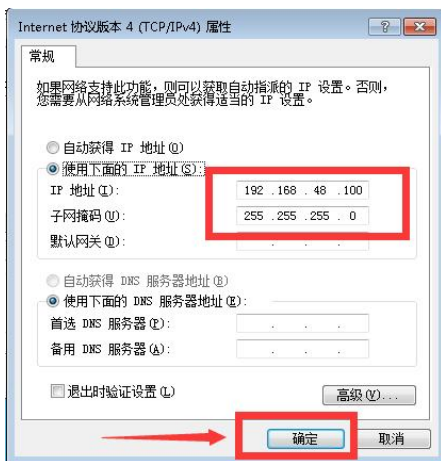 Internet 协议版本 4 (TCP/IPv4) 属性
常规
如果网络支持此功能，则可以获取自动指派的 IP 设置。否则，
您需要从网络系统管理员处获得适当的 IP 设置。
自动获得 IP 地址(O)
使用下面的 IP 地址(S):
IP 地址(I): 192 .168 .48 .100
子网掩码(U): 255 .255 .255 . 0
默认网关(D): . . .
自动获得 DNS 服务器地址(B)
使用下面的 DNS 服务器地址(E):
首选 DNS 服务器(P): . . .
备用 DNS 服务器(A): . . .
退出时验证设置(L)
高级(V)...
确定 取消